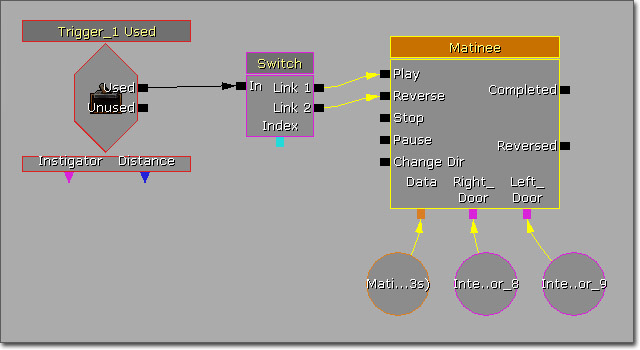 Trigger_1 Used
Used
Unused
Instigator Distance
Switch
In Link 1
Link 2
Index
Matinee
Play
Reverse
Stop
Pause
Change Dir
Completed
Reversed
Data Right_ Left_
Door Door
Mati...3s) Inte..or_8 Inte..or_9